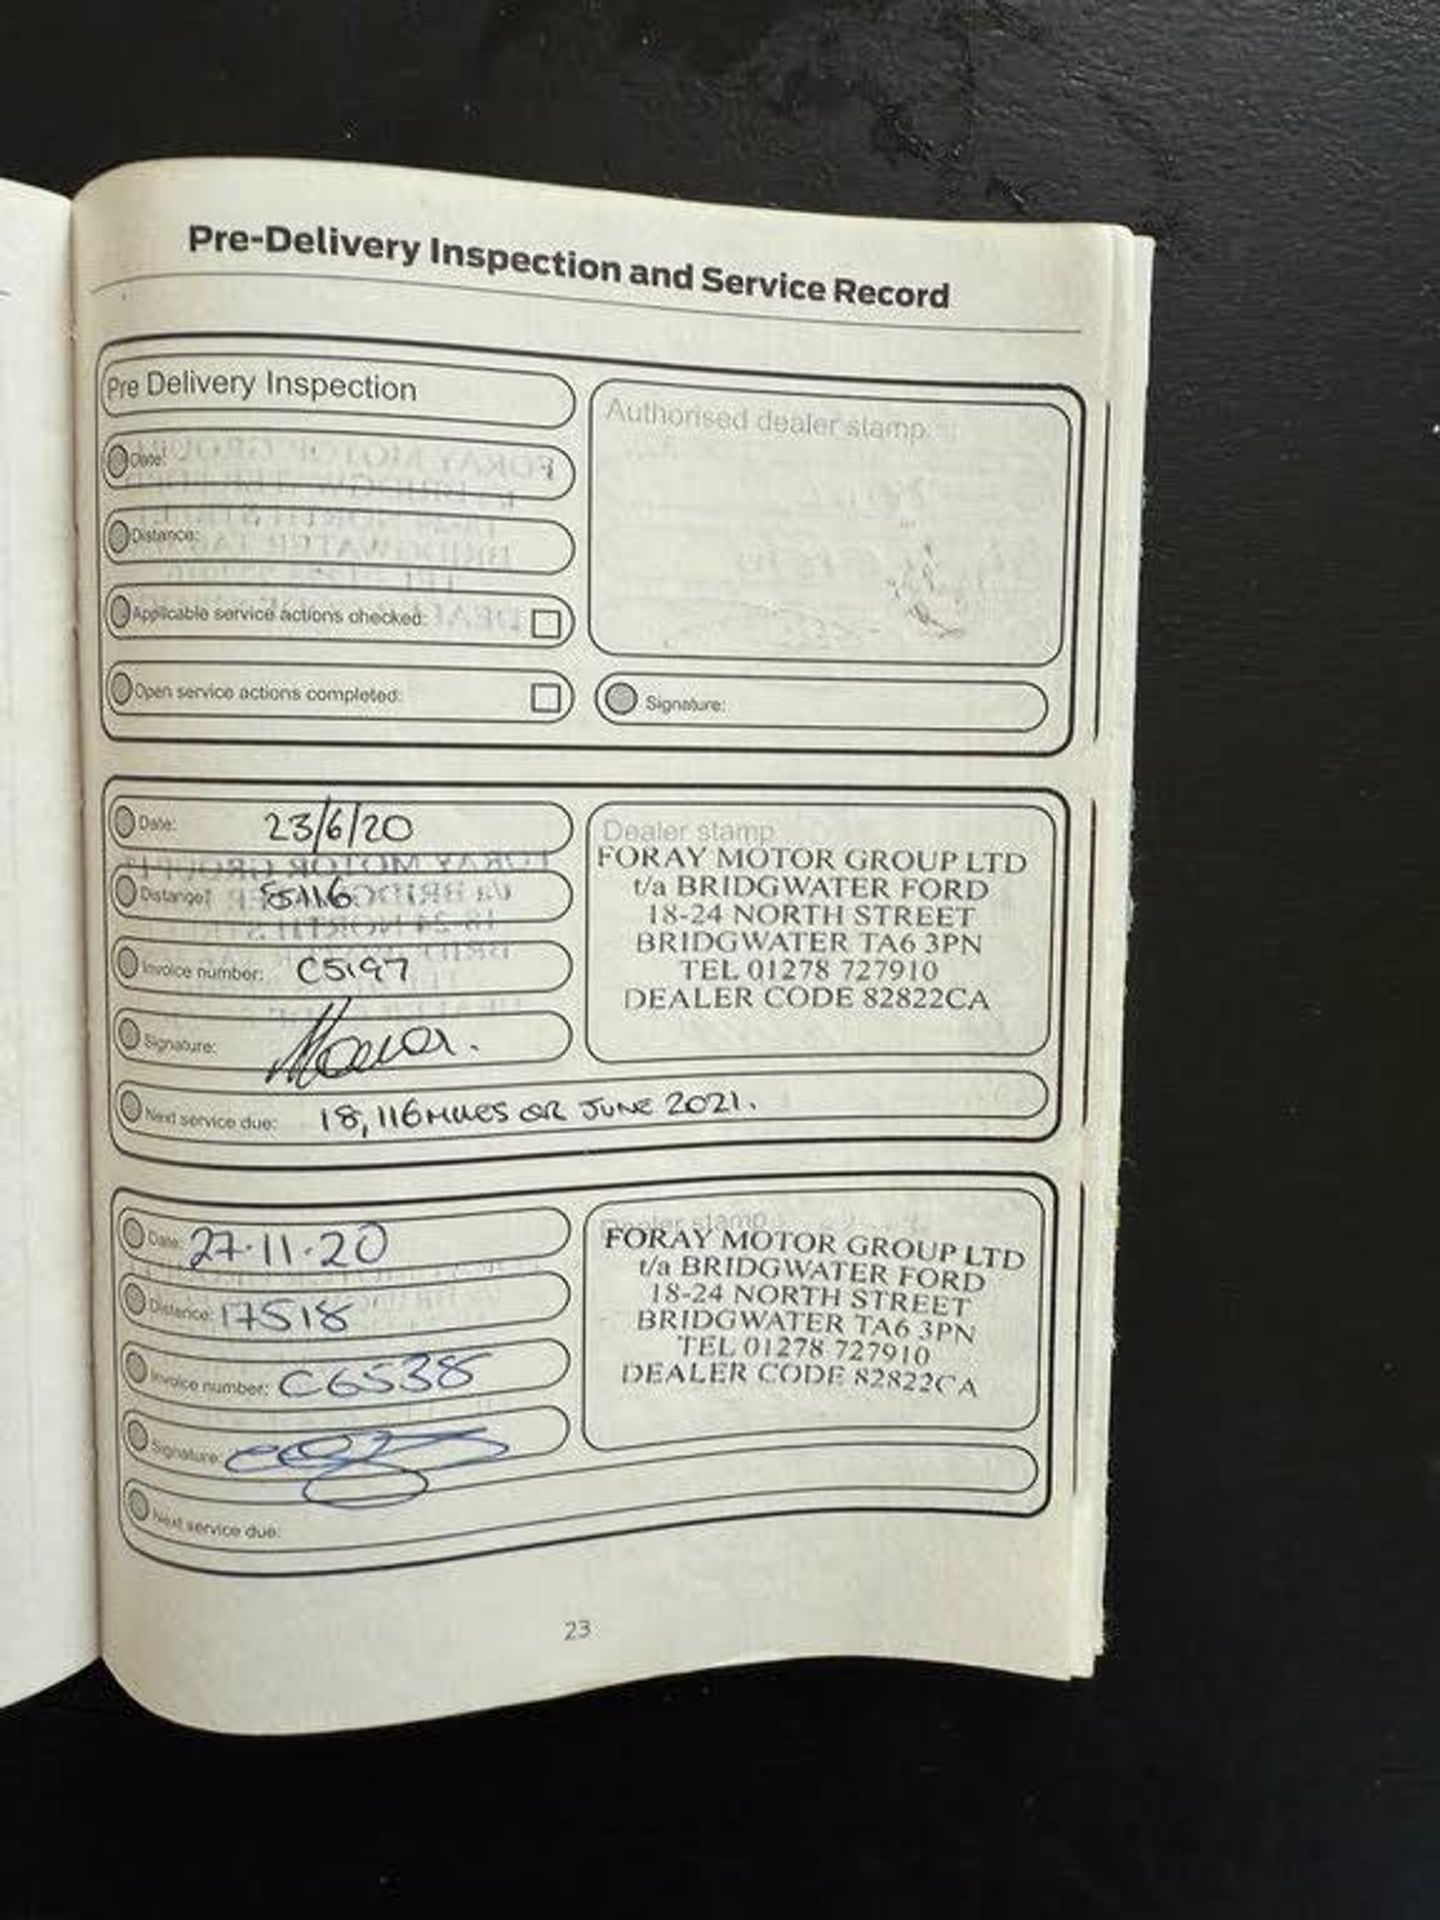 Pre-Delivery Inspection and Service Record
Pre Delivery Inspection
Authorised dealer stamp
Date:
Distance:
Applicable service actions checked:
Open service actions completed:
Signature:
Date: 23/6/20
Dealer stamp
FORAY MOTOR GROUP LTD
t/a BRIDGWATER FORD
18-24 NORTH STREET
BRIDGWATER TA6 3PN
TEL 01278 727910
DEALER CODE 82822CA
Distance:
Invoice number: C5197
Signature:
Next service due: 18,116 MILES OR JUNE 2021.
Date: 27.11.20
Dealer stamp
FORAY MOTOR GROUP LTD
t/a BRIDGWATER FORD
18-24 NORTH STREET
BRIDGWATER TA6 3PN
TEL 01278 727910
DEALER CODE 82822CA
Distance: 17518
Invoice number: C6538
Signature:
Next service due:
23